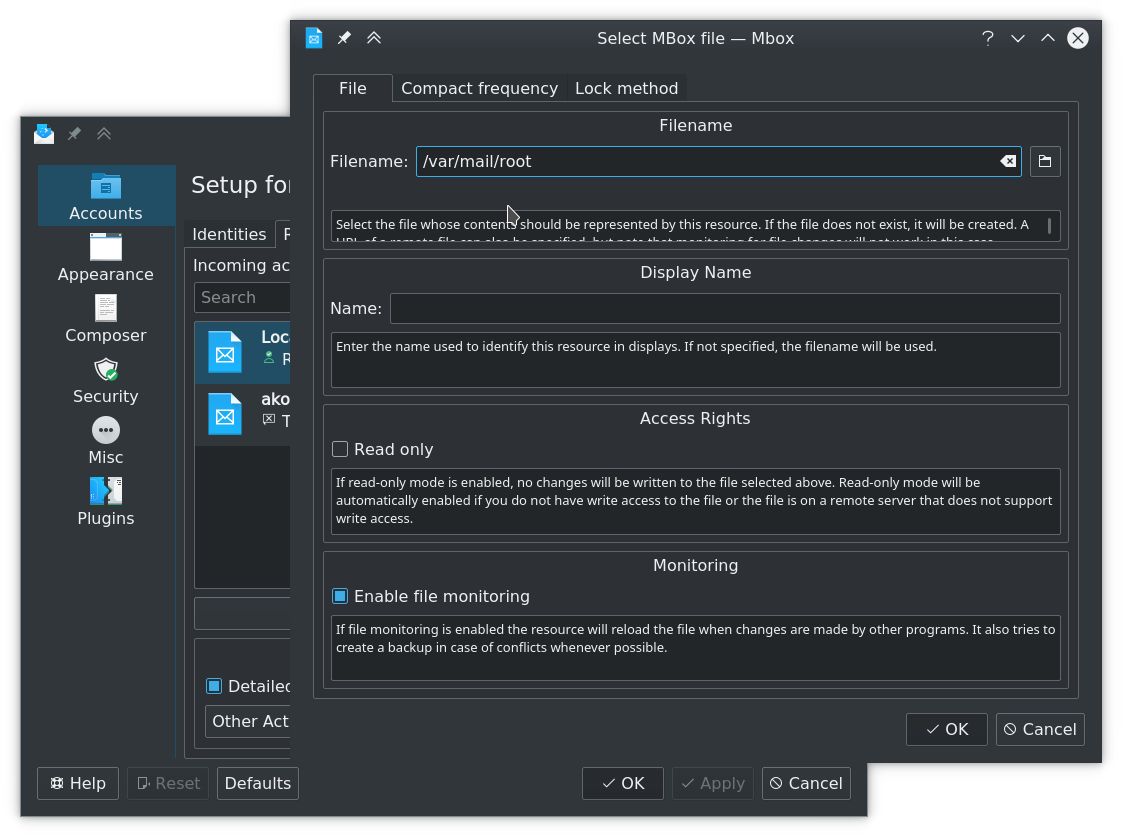 Select MBox file — Mbox
File
Compact frequency
Lock method
Filename
Filename:
/var/mail/root
Select the file whose contents should be represented by this resource. If the file does not exist, it will be created. A
URL of a remote file can also be specified, but note that monitoring for file changes will not work in this case.
Display Name
Name:
Enter the name used to identify this resource in displays. If not specified, the filename will be used.
Access Rights
Read only
If read-only mode is enabled, no changes will be written to the file selected above. Read-only mode will be
automatically enabled if you do not have write access to the file or the file is on a remote server that does not support
write access.
Monitoring
Enable file monitoring
If file monitoring is enabled the resource will reload the file when changes are made by other programs. It also tries to
create a backup in case of conflicts whenever possible.
OK
Cancel
Accounts
Appearance
Composer
Security
Misc
Plugins
Setup for
Identities
Incoming ac
Search
Loca
R
ako
T
Detailed
Other Act
Help
Reset
Defaults
OK
Apply
Cancel